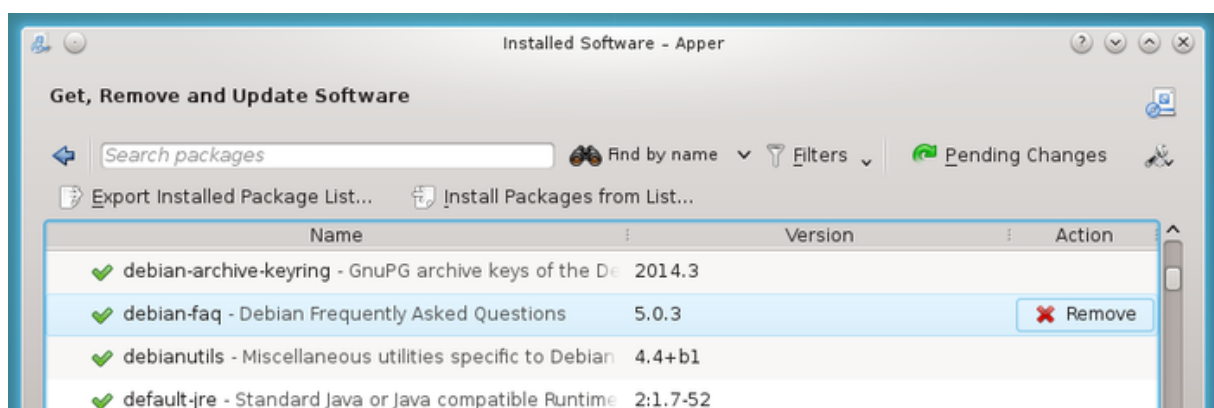 Installed Software – Apper
Get, Remove and Update Software
Search packages Find by name Filters Pending Changes
Export Installed Package List... Install Packages from List...
Name Version Action
debian-archive-keyring - GnuPG archive keys of the De 2014.3
debian-faq - Debian Frequently Asked Questions 5.0.3 Remove
debianutils - Miscellaneous utilities specific to Debian 4.4+b1
default-jre - Standard Java or Java compatible Runtime 2:1.7-52